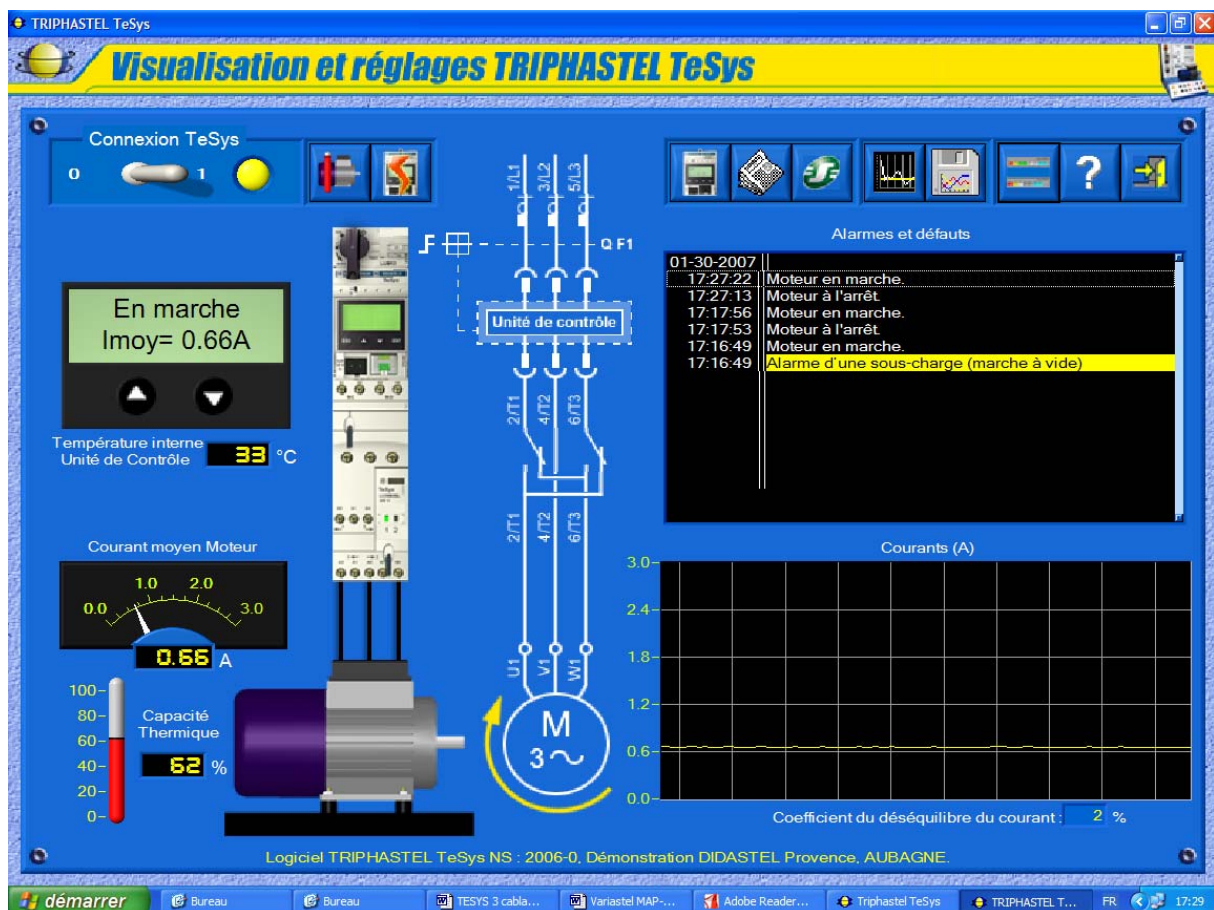 TRIPHASTEL TeSys
Visualisation et réglages TRIPHASTEL TeSys
Connexion TeSys
0
1
?
1/L1
3/L2
5/L3
Q F1
Unité de contrôle
2/T1
4/T2
6/T3
2/T1
4/T2
6/T3
U1
V1
W1
M
3
En marche
Imoy= 0.66A
Température interne
Unité de Contrôle
33 °C
Courant moyen Moteur
0.0 1.0 2.0 3.0
0.66 A
100
80
60
40
20
0
Capacité
Thermique
62 %
Alarmes et défauts
01-30-2007
17:27:22 Moteur en marche.
17:27:13 Moteur à l'arrêt.
17:17:56 Moteur en marche.
17:17:53 Moteur à l'arrêt.
17:16:49 Moteur en marche.
17:16:49 Alarme d'une sous-charge (marche à vide)
Courants (A)
3.0
2.4
1.8
1.2
0.6
0.0
Coefficient du déséquilibre du courant : 2 %
Logiciel TRIPHASTEL TeSys NS : 2006-0, Démonstration DIDASTEL Provence, AUBAGNE.
démarrer
Bureau
Bureau
TESYS 3 cabla...
Variastel MAP-...
Adobe Reader...
Triphastel TeSys
TRIPHASTEL T...
FR
17:29